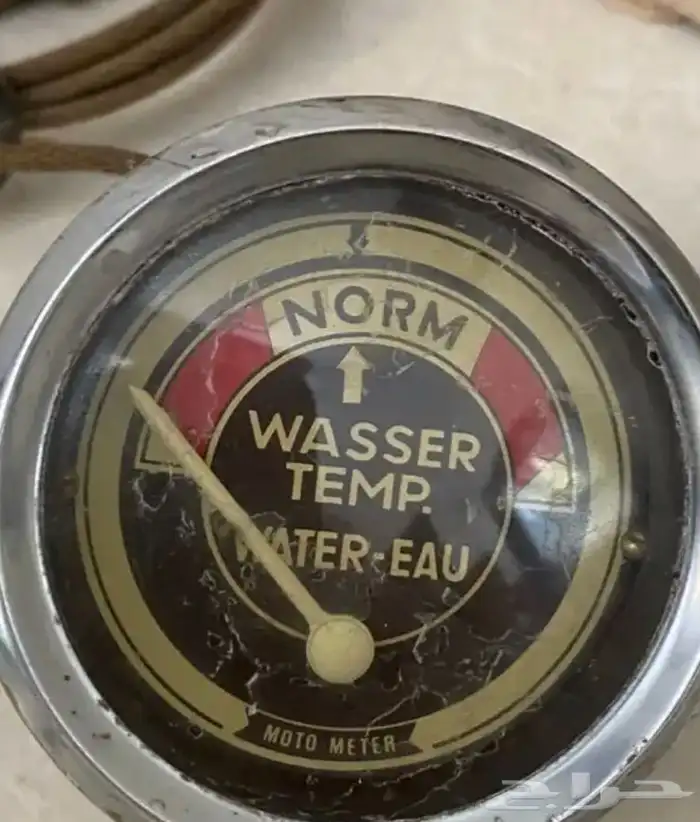 NORM
WASSER
TEMP.
WATER-EAU
MOTO METER
حراج